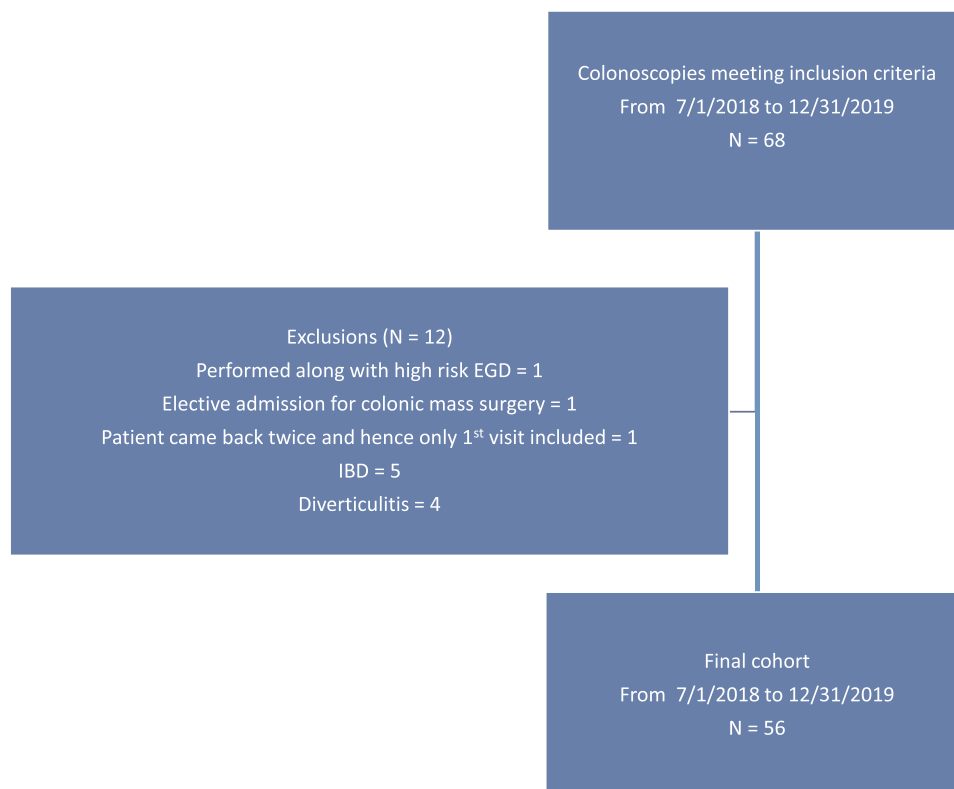 Colonoscopies meeting inclusion criteria
From 7/1/2018 to 12/31/2019
N = 68
Exclusions (N = 12)
Performed along with high risk EGD = 1
Elective admission for colonic mass surgery = 1
Patient came back twice and hence only 1st visit included = 1
IBD = 5
Diverticulitis = 4
Final cohort
From 7/1/2018 to 12/31/2019
N = 56